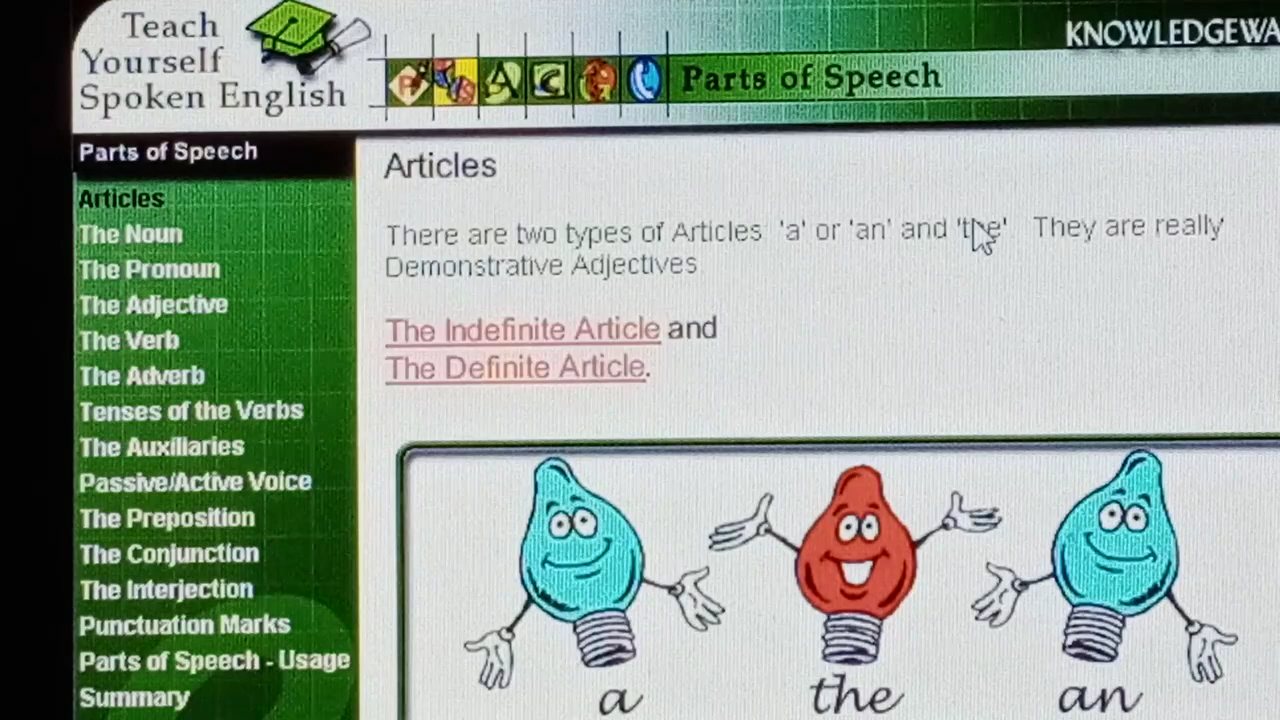 Teach
Yourself
Spoken English
KNOWLEDGEWA
Parts of Speech
Parts of Speech
Articles
The Noun
The Pronoun
The Adjective
The Verb
The Adverb
Tenses of the Verbs
The Auxiliaries
Passive/Active Voice
The Preposition
The Conjunction
The Interjection
Punctuation Marks
Parts of Speech - Usage
Summary
Articles
There are two types of Articles 'a' or 'an' and 'the' They are really
Demonstrative Adjectives
The Indefinite Article and
The Definite Article.
a the an